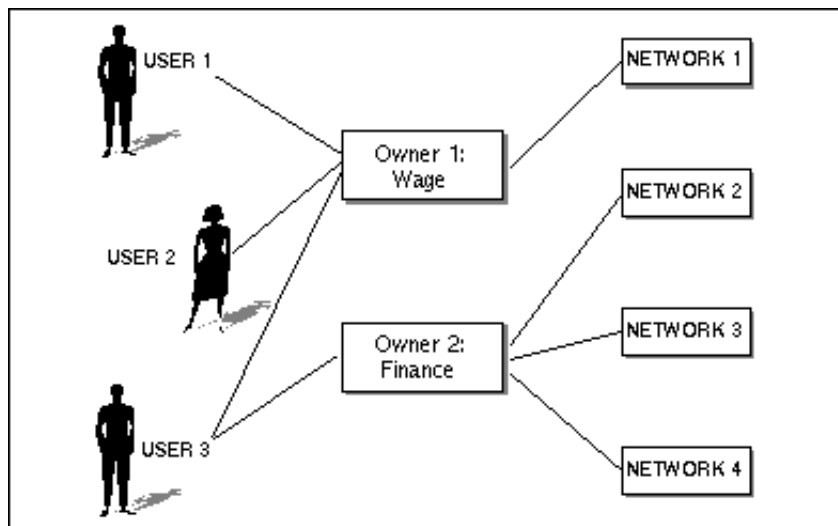 USER 1
NETWORK 1
Owner 1:
Wage
NETWORK 2
USER 2
NETWORK 3
Owner 2:
Finance
USER 3
NETWORK 4